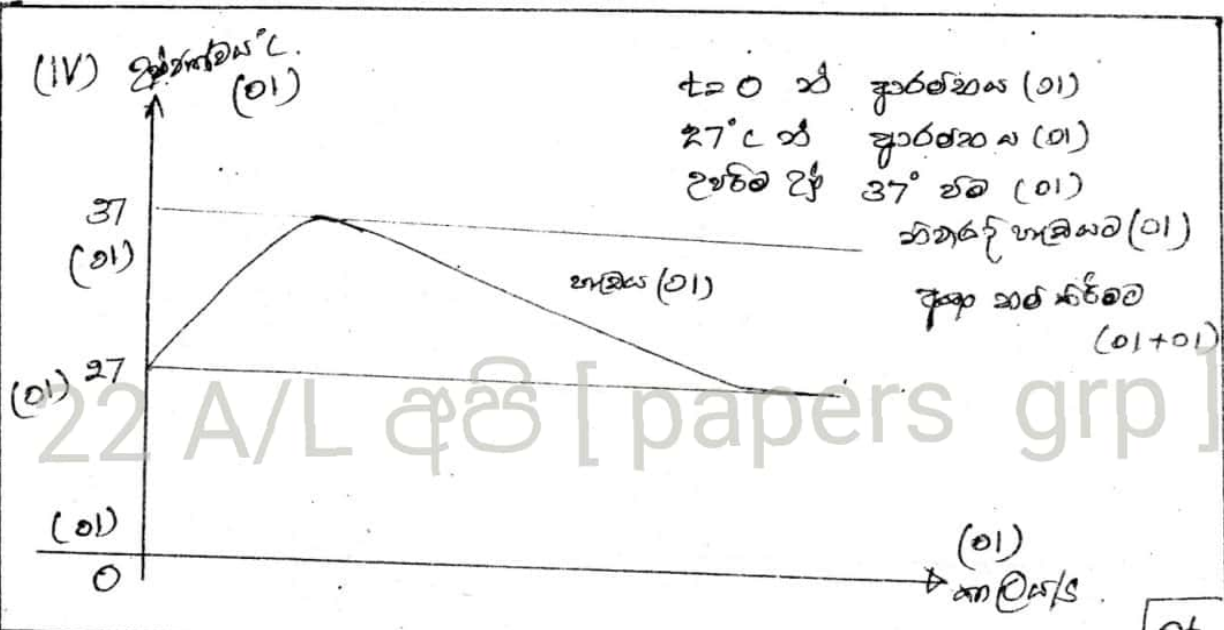 (IV) උෂ්ණත්වය °C.
(01)
t=0 න් ආරම්භය (01)
27°C න් ආරම්භය (01)
උපරිම උෂ් 37° වීම (01)
37
(01)
නිවැරදි හැඩයට (01)
හැඩය (01)
අක්ෂ නම් කිරීමට
(01+01)
(01) 27
22 A/L අපි [ papers grp ]
(01)
(01)
0
කාලය/s.